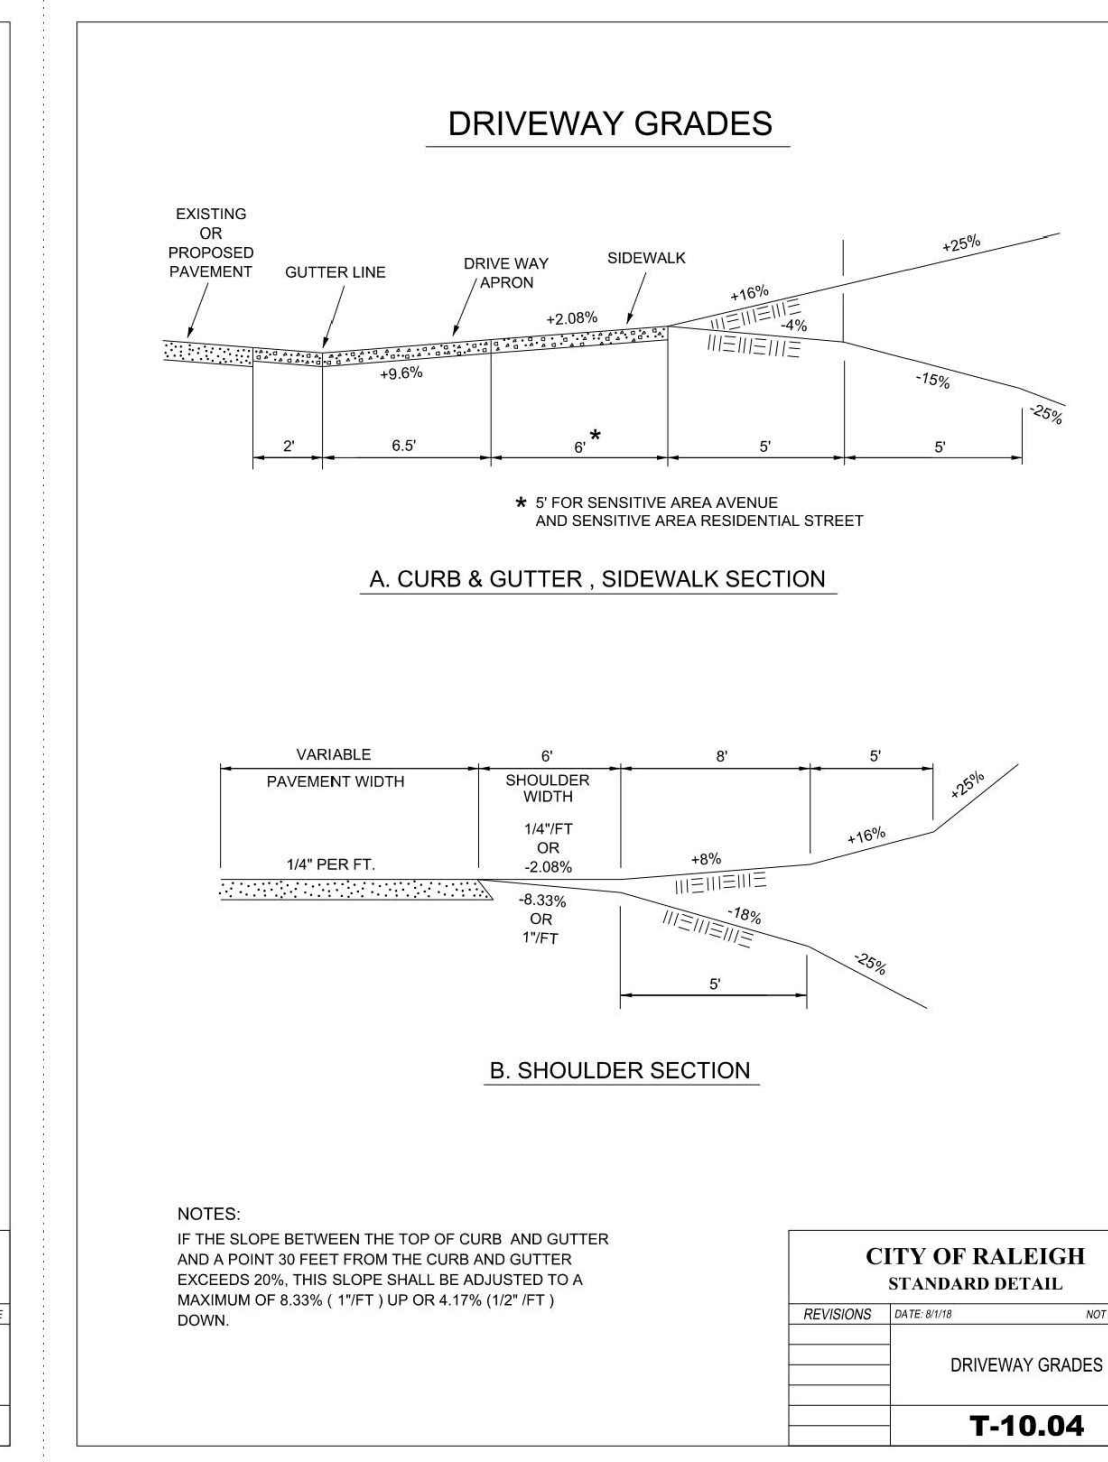 DRIVEWAY GRADES
EXISTING
OR
PROPOSED
PAVEMENT
GUTTER LINE
DRIVE WAY
APRON
SIDEWALK
+2.08%
+9.6%
+16%
-4%
+25%
-15%
-25%
2'
6.5'
6' *
5'
5'
* 5' FOR SENSITIVE AREA AVENUE
AND SENSITIVE AREA RESIDENTIAL STREET
A. CURB & GUTTER , SIDEWALK SECTION
VARIABLE
PAVEMENT WIDTH
6'
SHOULDER
WIDTH
8'
5'
1/4"/FT
OR
-2.08%
1/4" PER FT.
+8%
+16%
+25%
-8.33%
OR
1"/FT
-18%
-25%
5'
B. SHOULDER SECTION
NOTES:
IF THE SLOPE BETWEEN THE TOP OF CURB AND GUTTER
AND A POINT 30 FEET FROM THE CURB AND GUTTER
EXCEEDS 20%, THIS SLOPE SHALL BE ADJUSTED TO A
MAXIMUM OF 8.33% ( 1"/FT ) UP OR 4.17% (1/2" /FT )
DOWN.
CITY OF RALEIGH
STANDARD DETAIL
REVISIONS
DATE: 8/1/18
NOT
DRIVEWAY GRADES
T-10.04
E